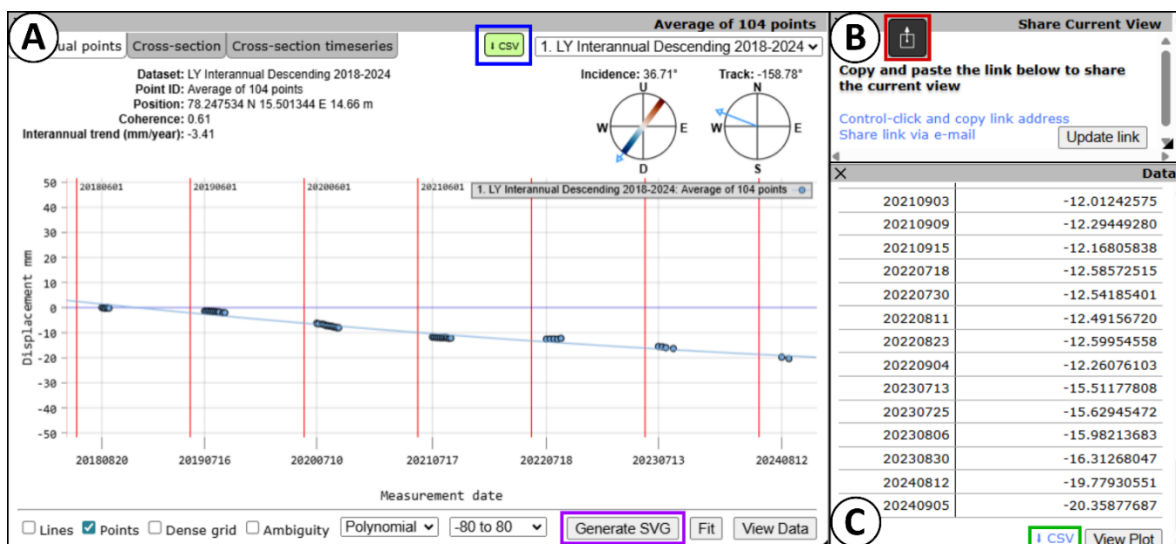 A
Average of 104 points
ual points Cross-section Cross-section timeseries
⭳ CSV
1. LY Interannual Descending 2018-2024
Dataset: LY Interannual Descending 2018-2024
Point ID: Average of 104 points
Position: 78.247534 N 15.501344 E 14.66 m
Coherence: 0.61
Interannual trend (mm/year): -3.41
Incidence: 36.71° Track: -158.78°
U
W E
D
N
W E
S
20180601 20190601 20200601 20210601
1. LY Interannual Descending 2018-2024: Average of 104 points
Displacement mm
50
40
30
20
10
0
-10
-20
-30
-40
-50
20180820 20190716 20200710 20210717 20220718 20230713 20240812
Measurement date
Lines Points Dense grid Ambiguity Polynomial -80 to 80 Generate SVG Fit View Data
B
Share Current View
Copy and paste the link below to share
the current view
Control-click and copy link address
Share link via e-mail
Update link
Data
20210903 -12.01242575
20210909 -12.29449280
20210915 -12.16805838
20220718 -12.58572515
20220730 -12.54185401
20220811 -12.49156720
20220823 -12.59954558
20220904 -12.26076103
20230713 -15.51177808
20230725 -15.62945472
20230806 -15.98213683
20230830 -16.31268047
20240812 -19.77930551
20240905 -20.35877687
C
⭳ CSV View Plot